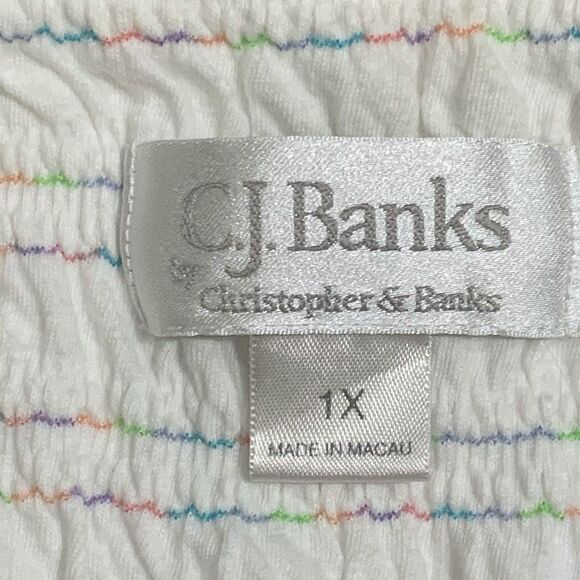 C.J. Banks
by Christopher & Banks
1X
MADE IN MACAU